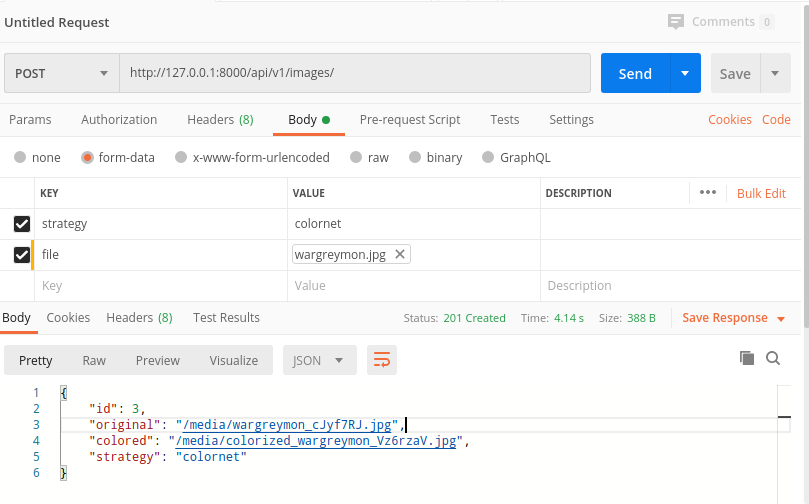 Untitled Request Comments 0
POST http://127.0.0.1:8000/api/v1/images/ Send Save
Params Authorization Headers (8) Body Pre-request Script Tests Settings Cookies Code
none form-data x-www-form-urlencoded raw binary GraphQL
KEY VALUE DESCRIPTION ••• Bulk Edit
strategy colornet
file wargreymon.jpg ✕
Key Value Description
Body Cookies Headers (8) Test Results Status: 201 Created Time: 4.14 s Size: 388 B Save Response
Pretty Raw Preview Visualize JSON
1 {
2 "id": 3,
3 "original": "/media/wargreymon_cJyf7RJ.jpg",
4 "colored": "/media/colorized_wargreymon_Vz6rzaV.jpg",
5 "strategy": "colornet"
6 }